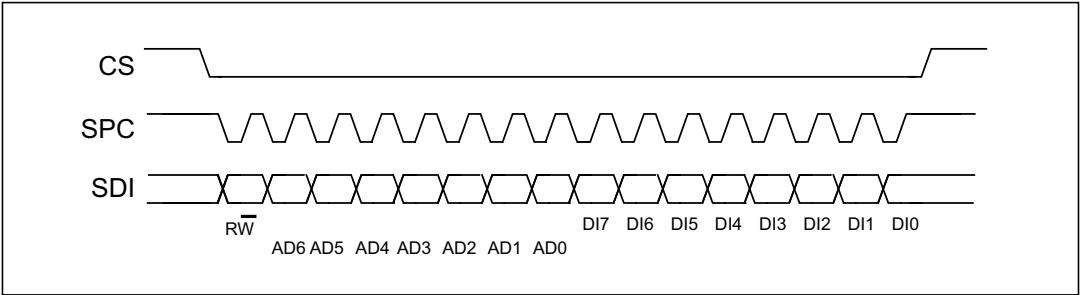 CS
SPC
SDI
RW̅
DI7 DI6 DI5 DI4 DI3 DI2 DI1 DI0
AD6 AD5 AD4 AD3 AD2 AD1 AD0